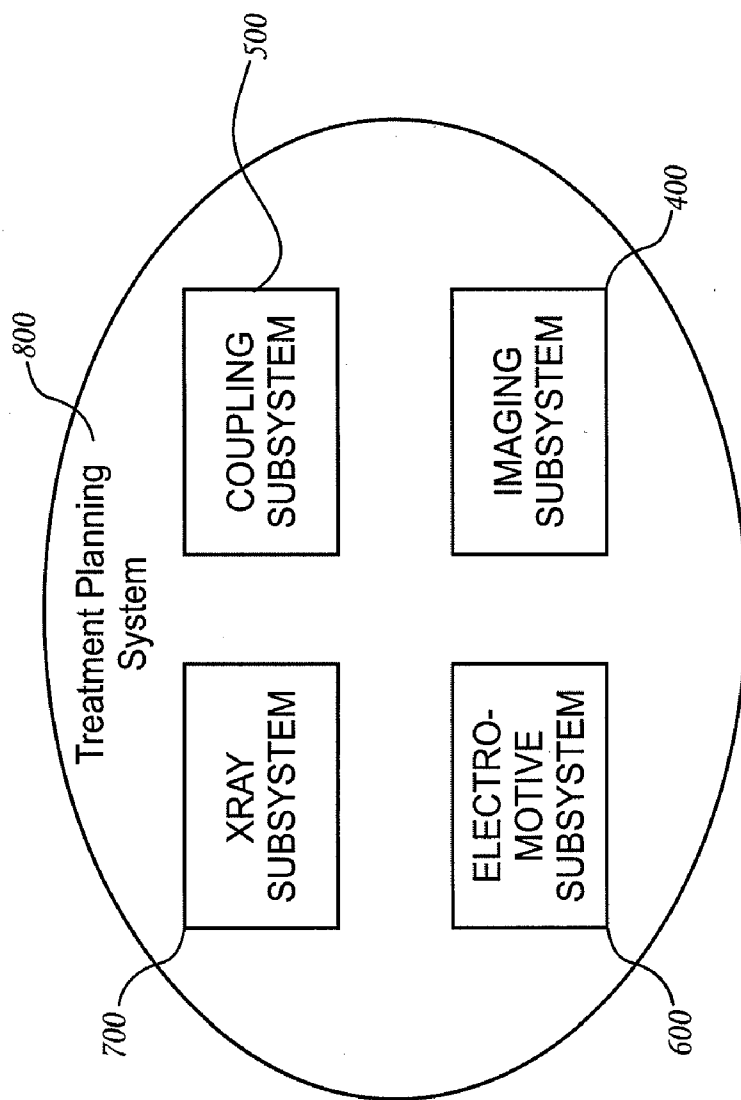 800
Treatment Planning
System
700
XRAY
SUBSYSTEM
COUPLING
SUBSYSTEM
500
ELECTRO-
MOTIVE
SUBSYSTEM
600
IMAGING
SUBSYSTEM
400